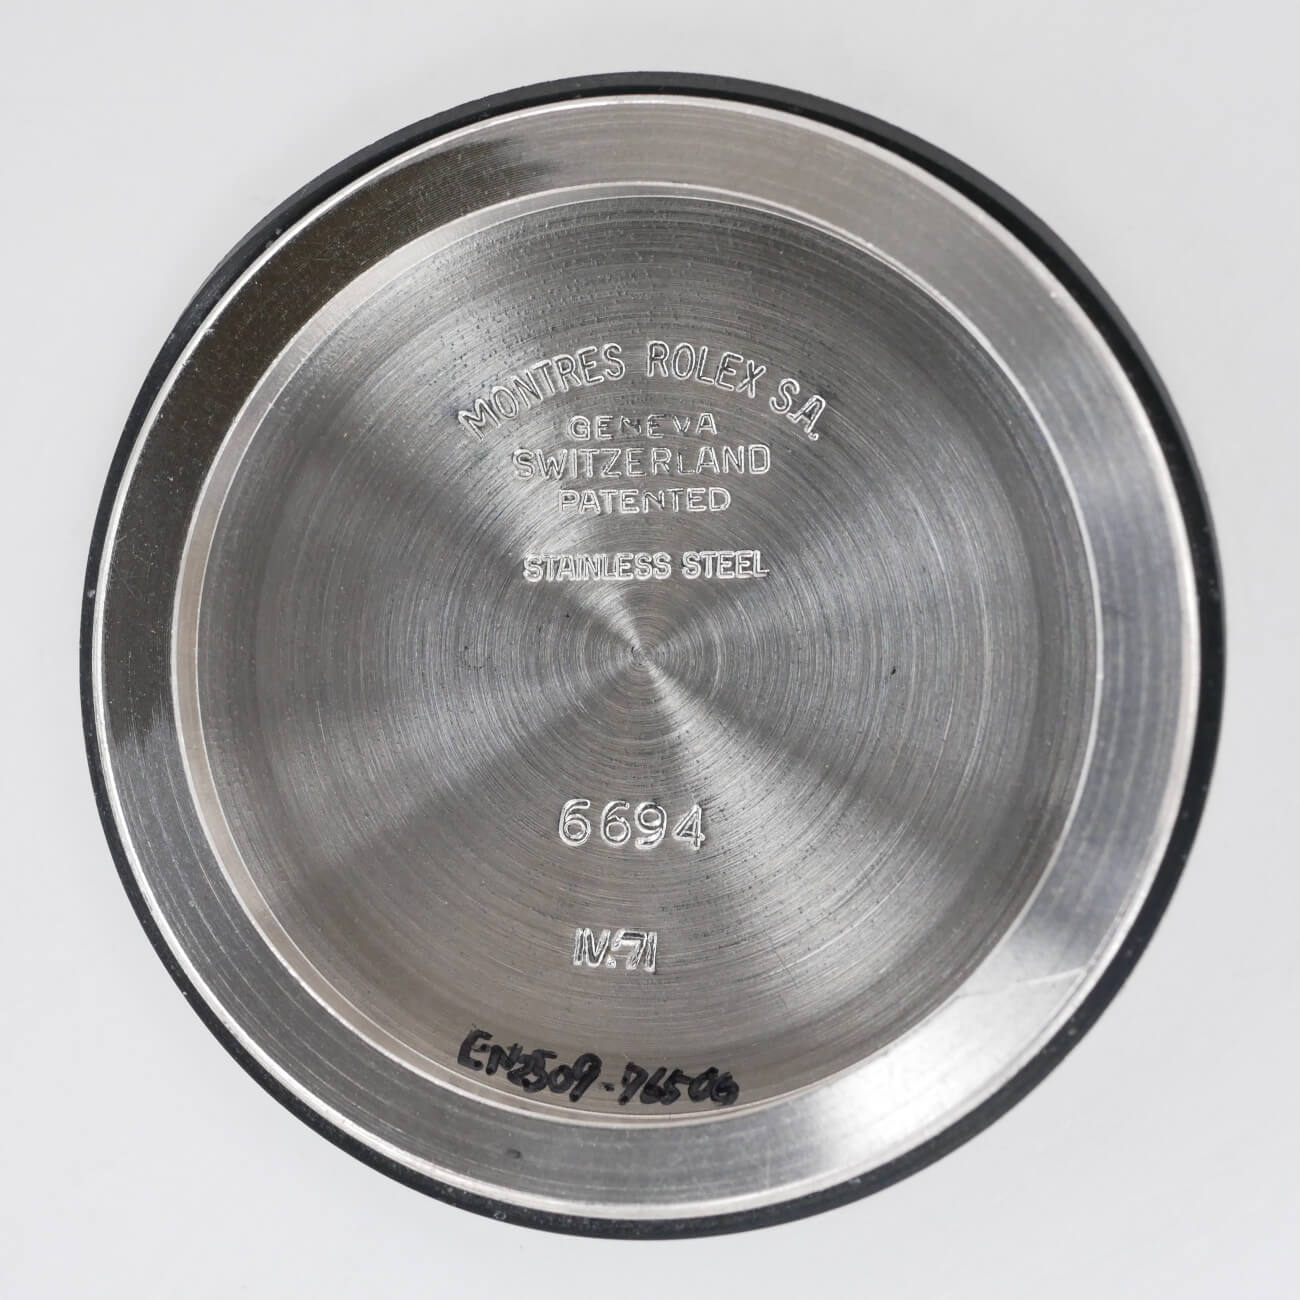 MONTRES ROLEX S.A.
GENEVA
SWITZERLAND
PATENTED
STAINLESS STEEL
6694
IV.71
EN2509-76506